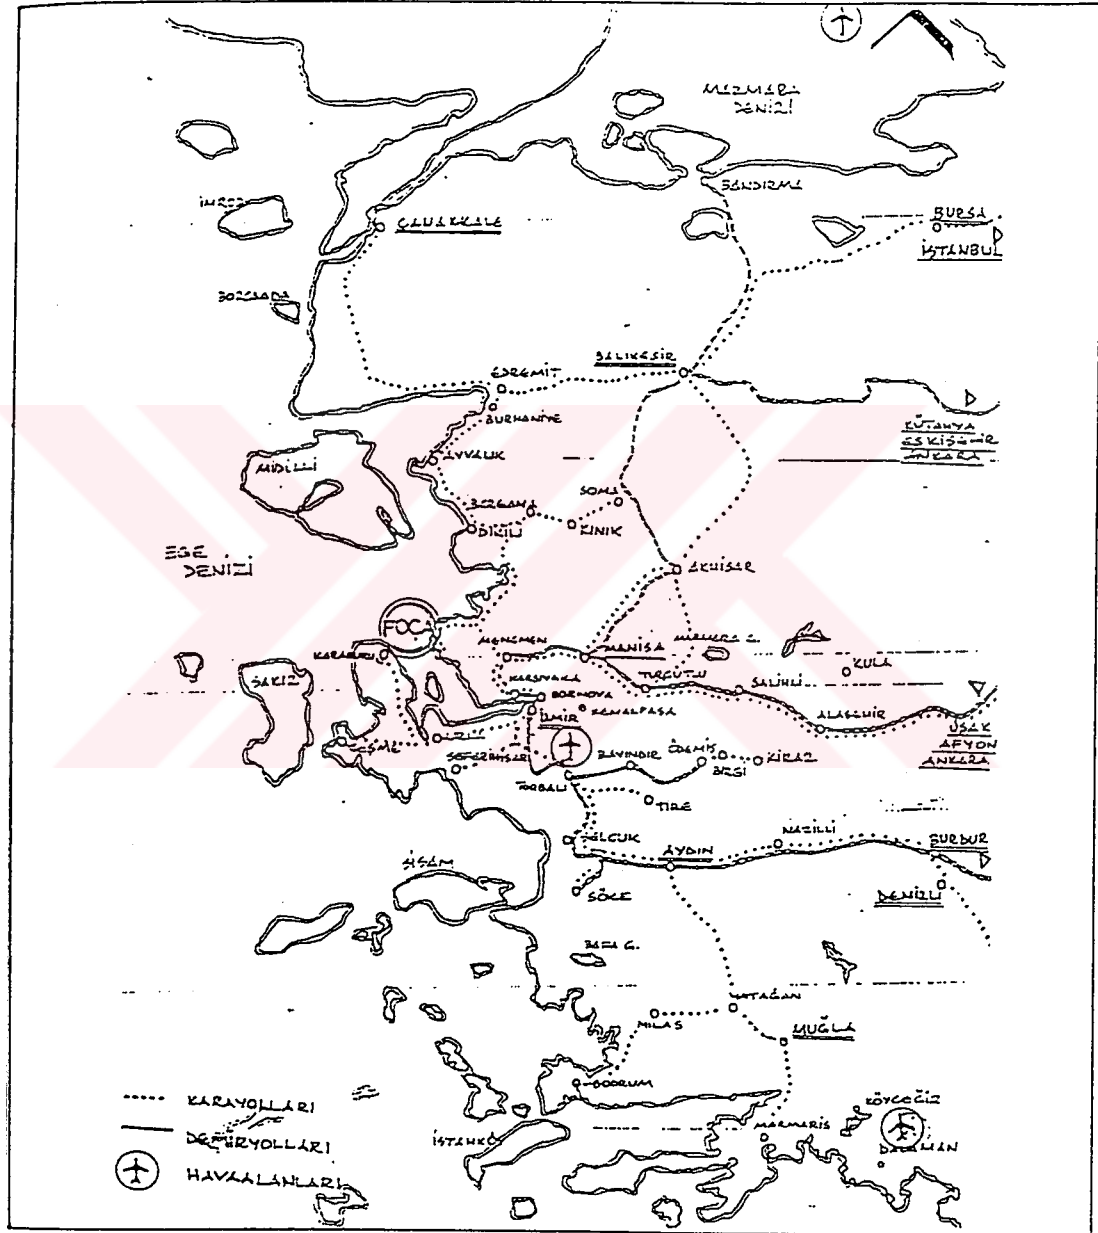 MARMARA
DENİZİ
BANDIRMA
İMROZ
ÇANAKKALE
BURSA
İSTANBUL
BOZCAADA
BALIKESİR
EDREMİT
BURHANİYE
KÜTAHYA
ESKİŞEHİR
ANKARA
AYVALIK
MİDİLLİ
SOMA
BERGAMA
DİKİLİ
KINIK
EGE
DENİZİ
AKHİSAR
FOÇA
MENEMEN
MANİSA
MARMARA G.
KARABURUN
KULA
SAKIZ
KARŞIYAKA
TURGUTLU
SALİHLİ
BORNOVA
KEMALPAŞA
İZMİR
ALAŞEHİR
UŞAK
AFYON
ANKARA
ÇEŞME
SEFERİHİSAR
BAYINDIR
ÖDEMİŞ
BİRGİ
KİRAZ
TORBALI
TİRE
SELÇUK
AYDIN
NAZİLLİ
BURDUR
SİSAM
SÖKE
DENİZLİ
BAFA G.
YATAĞAN
MİLAS
MUĞLA
BODRUM
KÖYCEĞİZ
İSTANKÖY
MARMARİS
DALAMAN
KARAYOLLARI
DEMİRYOLLARI
HAVAALANLARI